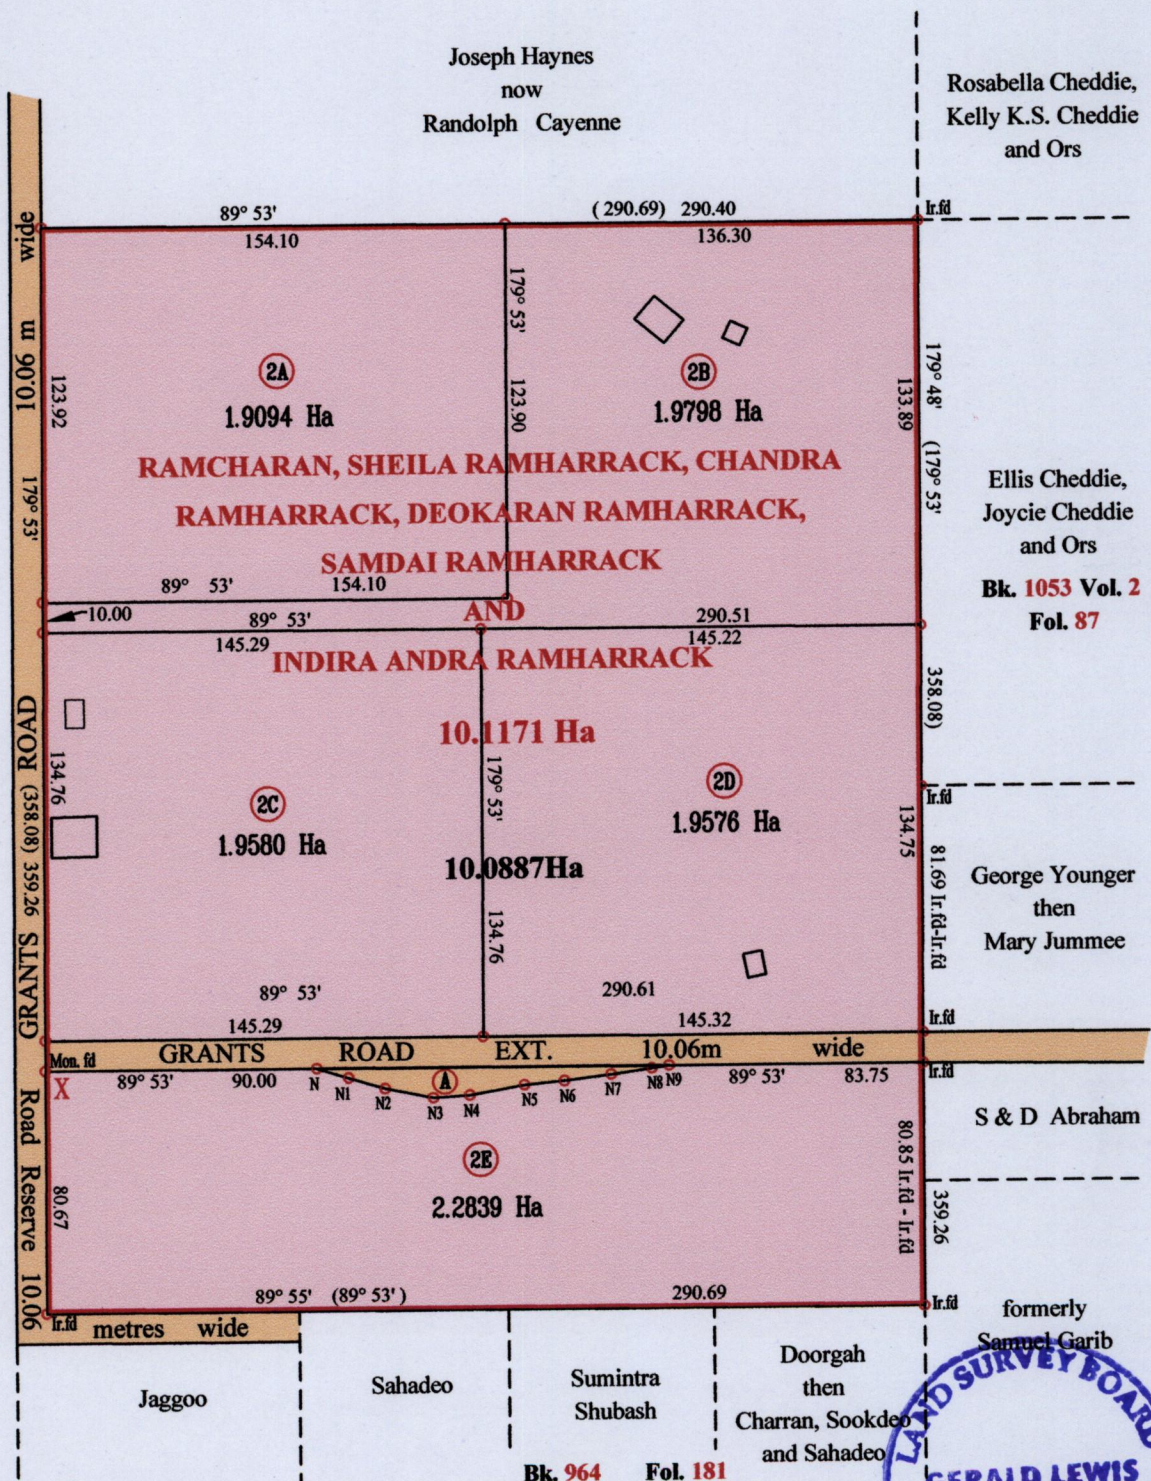 Joseph Haynes
now
Randolph Cayenne
Rosabella Cheddie,
Kelly K.S. Cheddie
and Ors
89° 53'
154.10
(290.69) 290.40
136.30
Ir.fd
179° 53'
123.90
2A
1.9094 Ha
2B
1.9798 Ha
123.92
133.89
179° 48'
(179° 53'
358.08)
RAMCHARAN, SHEILA RAMHARRACK, CHANDRA
RAMHARRACK, DEOKARAN RAMHARRACK,
SAMDAI RAMHARRACK
AND
INDIRA ANDRA RAMHARRACK
10.1171 Ha
Ellis Cheddie,
Joycie Cheddie
and Ors
Bk. 1053 Vol. 2
Fol. 87
89° 53'
154.10
10.00
89° 53'
290.51
145.29
145.22
wide
10.06 m
179° 53'
GRANTS ROAD
(358.08) 359.26
134.76
2C
1.9580 Ha
179° 53'
134.76
2D
1.9576 Ha
10.0887Ha
134.75
Ir.fd
81.69 Ir.fd-Ir.fd
George Younger
then
Mary Jummee
89° 53'
290.61
145.29
145.32
Ir.fd
GRANTS ROAD EXT. 10.06m wide
Mon. fd
X
89° 53' 90.00
N
N1
N2
N3
N4
N5
N6
N7
N8
N9
A
89° 53' 83.75
Ir.fd
S & D Abraham
2E
2.2839 Ha
80.67
80.85 Ir.fd - Ir.fd
359.26
89° 55' (89° 53')
290.69
Ir.fd
Ir.fd
Road Reserve 10.06
metres wide
formerly
Samuel Garib
Jaggoo
Sahadeo
Sumintra
Shubash
Doorgah
then
Charran, Sookdeo
and Sahadeo
Bk. 964 Fol. 181
LAND SURVEY BOARD
GERALD LEWIS